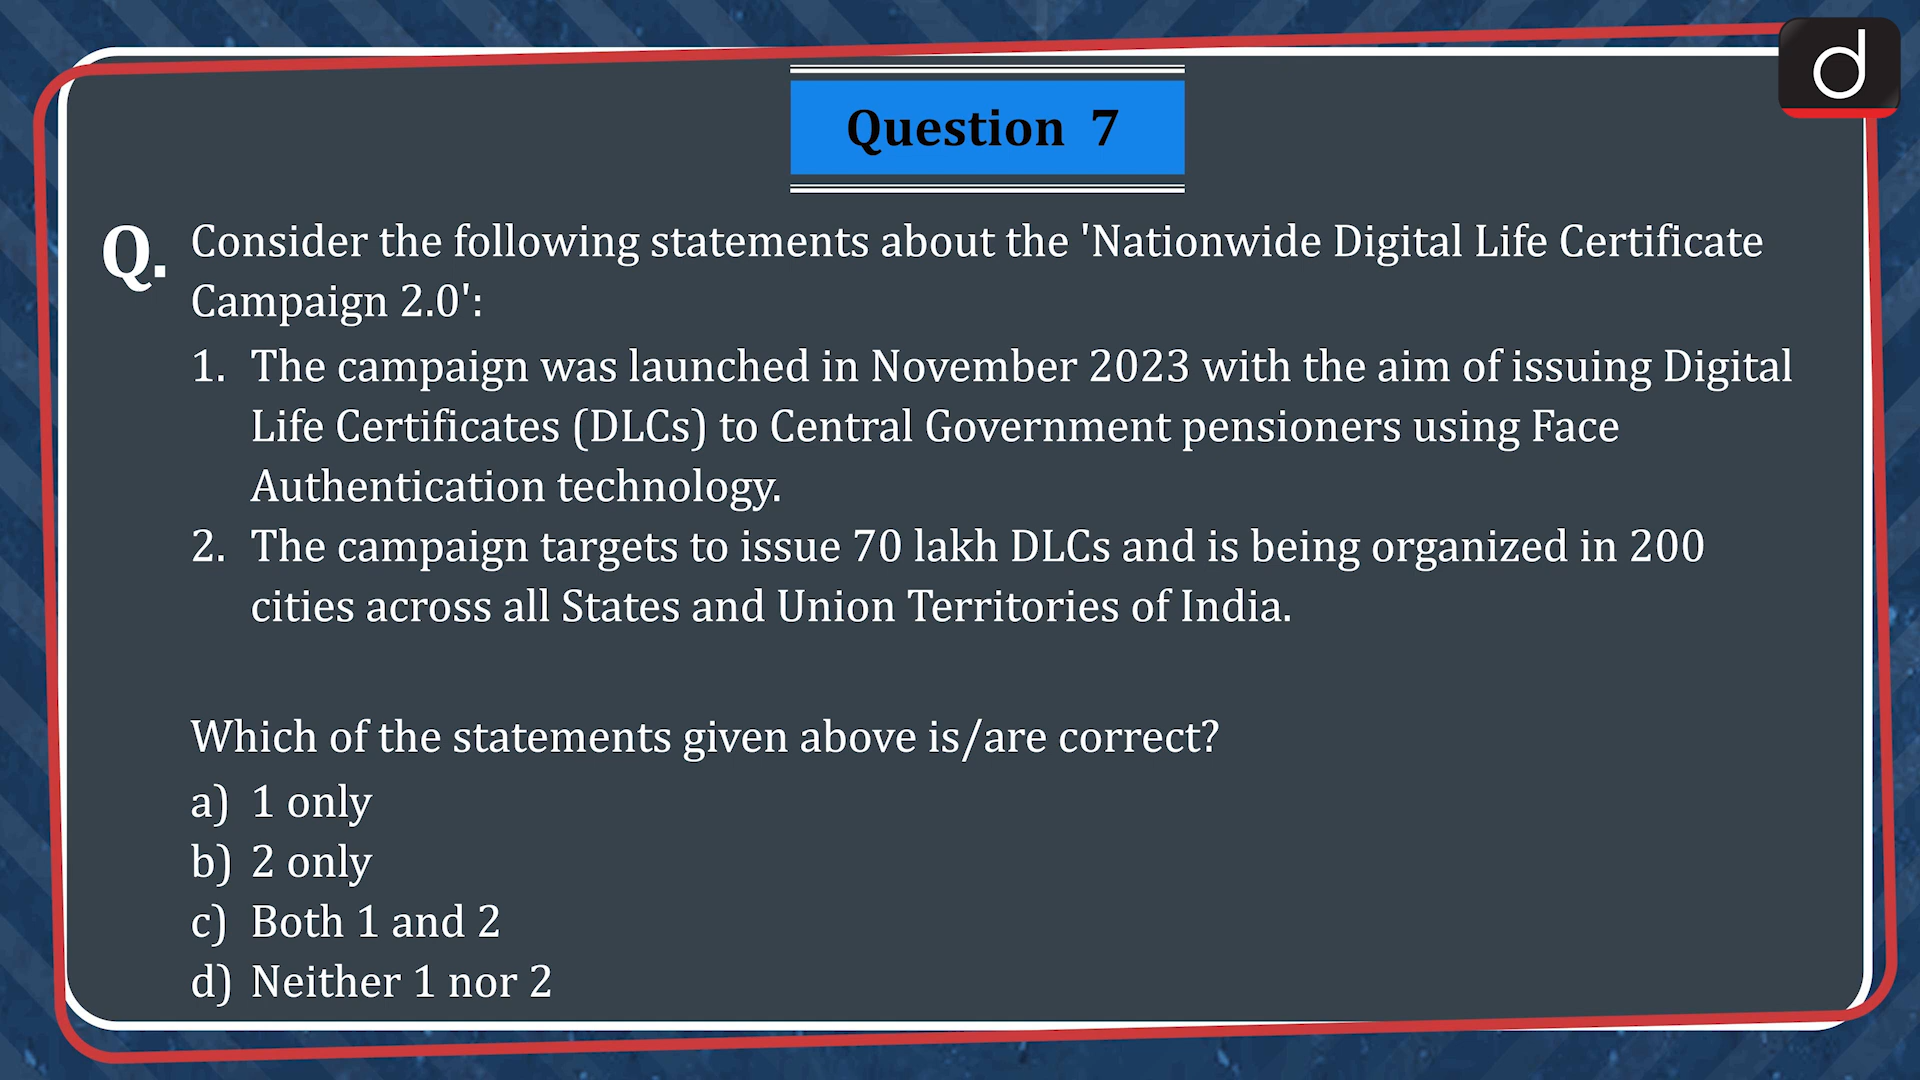 d
Question 7
Q. Consider the following statements about the 'Nationwide Digital Life Certificate
Campaign 2.0':
1. The campaign was launched in November 2023 with the aim of issuing Digital
Life Certificates (DLCs) to Central Government pensioners using Face
Authentication technology.
2. The campaign targets to issue 70 lakh DLCs and is being organized in 200
cities across all States and Union Territories of India.
Which of the statements given above is/are correct?
a) 1 only
b) 2 only
c) Both 1 and 2
d) Neither 1 nor 2